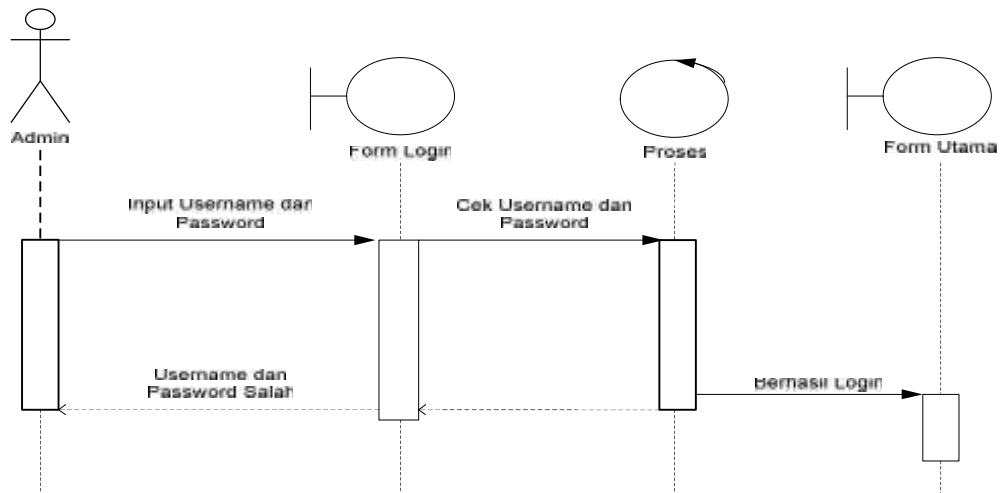 Admin
Form Login
Proses
Form Utama
Input Username dan
Password
Cek Username dan
Password
Username dan
Password Salah
Berhasil Login